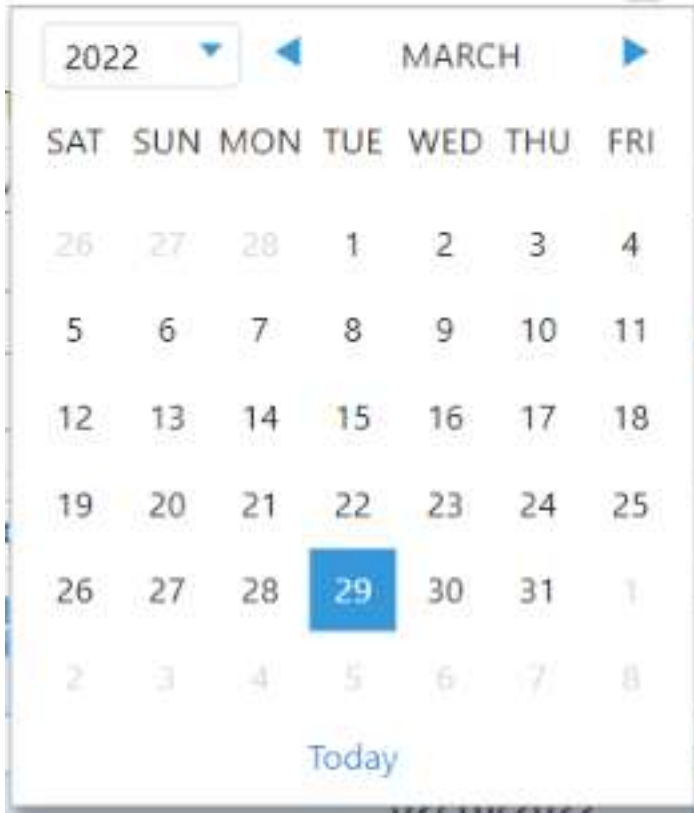 2022 MARCH
SAT SUN MON TUE WED THU FRI
26 27 28 1 2 3 4
5 6 7 8 9 10 11
12 13 14 15 16 17 18
19 20 21 22 23 24 25
26 27 28 29 30 31 1
2 3 4 5 6 7 8
Today